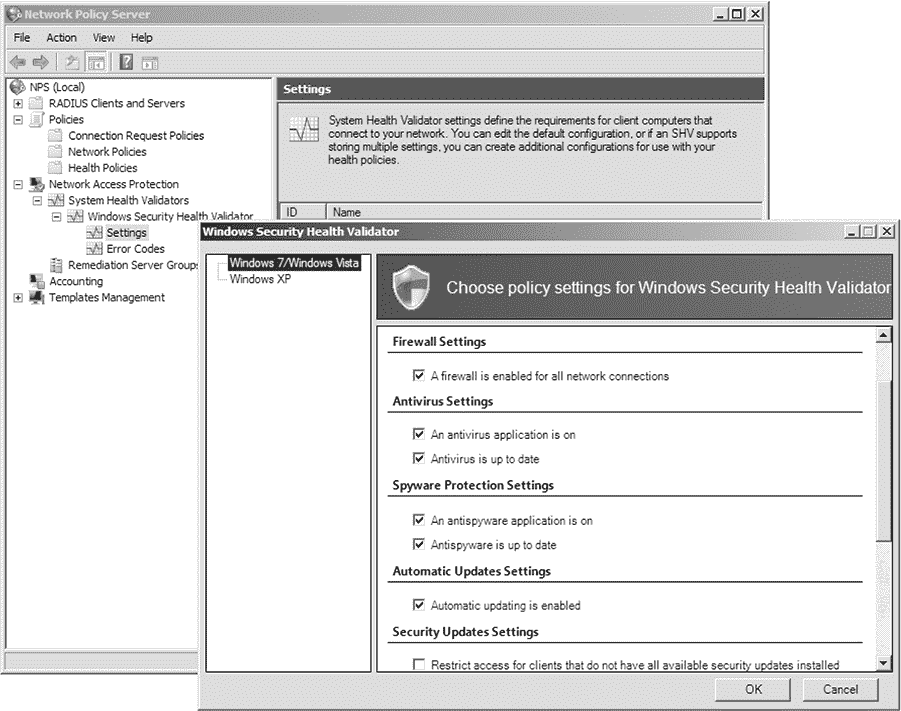 Network Policy Server
File Action View Help
NPS (Local)
RADIUS Clients and Servers
Policies
Connection Request Policies
Network Policies
Health Policies
Network Access Protection
System Health Validators
Windows Security Health Validator
Settings
Error Codes
Remediation Server Groups
Accounting
Templates Management
Settings
System Health Validator settings define the requirements for client computers that
connect to your network. You can edit the default configuration, or if an SHV supports
storing multiple settings, you can create additional configurations for use with your
health policies.
ID Name
Windows Security Health Validator
Windows 7/Windows Vista
Windows XP
Choose policy settings for Windows Security Health Validator
Firewall Settings
A firewall is enabled for all network connections
Antivirus Settings
An antivirus application is on
Antivirus is up to date
Spyware Protection Settings
An antispyware application is on
Antispyware is up to date
Automatic Updates Settings
Automatic updating is enabled
Security Updates Settings
Restrict access for clients that do not have all available security updates installed
OK Cancel